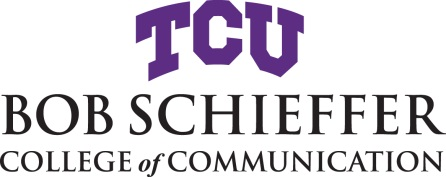 TCU
BOB SCHIEFFER
COLLEGE of COMMUNICATION